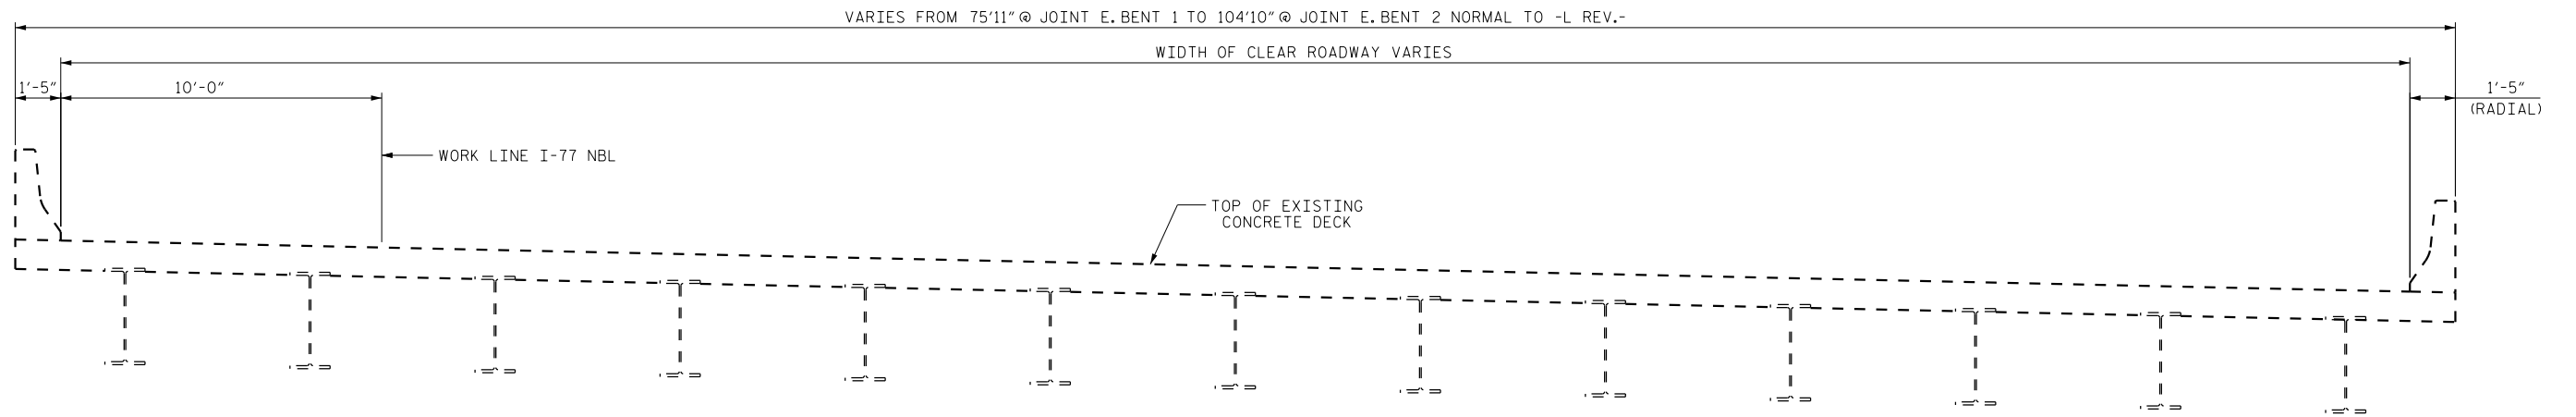 VARIES FROM 75'11" @ JOINT E. BENT 1 TO 104'10" @ JOINT E. BENT 2 NORMAL TO -L REV.-
WIDTH OF CLEAR ROADWAY VARIES
1'-5"
10'-0"
1'-5"
(RADIAL)
WORK LINE I-77 NBL
TOP OF EXISTING
CONCRETE DECK